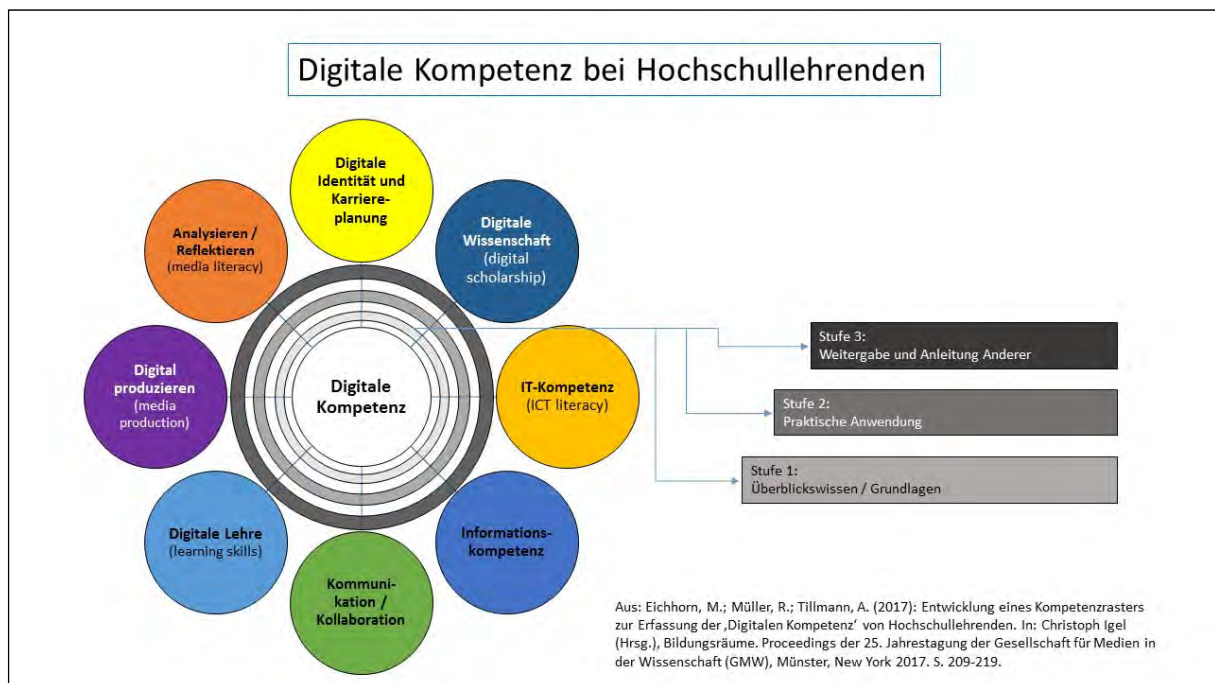 Digitale Kompetenz bei Hochschullehrenden
Digitale
Identität und
Karriere-
planung
Digitale
Wissenschaft
(digital
scholarship)
IT-Kompetenz
(ICT literacy)
Informations-
kompetenz
Kommuni-
kation /
Kollaboration
Digitale Lehre
(learning skills)
Digital
produzieren
(media
production)
Analysieren /
Reflektieren
(media literacy)
Digitale
Kompetenz
Stufe 3:
Weitergabe und Anleitung Anderer
Stufe 2:
Praktische Anwendung
Stufe 1:
Überblickswissen / Grundlagen
Aus: Eichhorn, M.; Müller, R.; Tillmann, A. (2017): Entwicklung eines Kompetenzrasters
zur Erfassung der ‚Digitalen Kompetenz‘ von Hochschullehrenden. In: Christoph Igel
(Hrsg.), Bildungsräume. Proceedings der 25. Jahrestagung der Gesellschaft für Medien in
der Wissenschaft (GMW), Münster, New York 2017. S. 209-219.